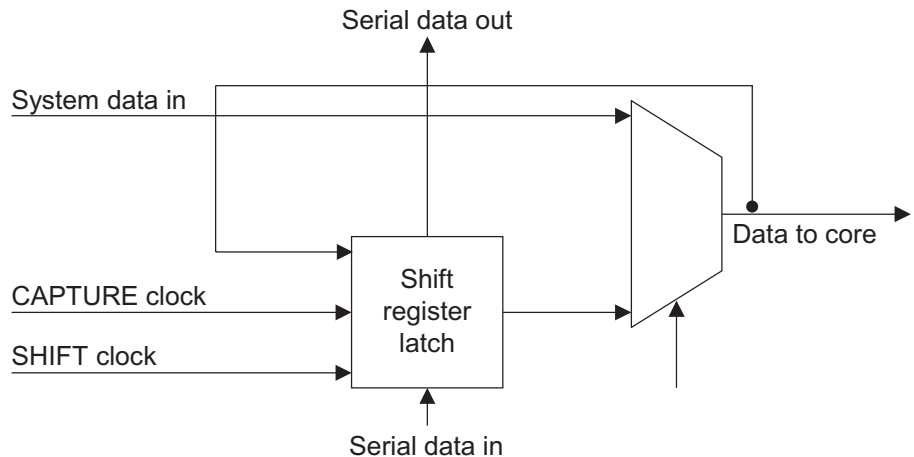 Serial data out
System data in
Data to core
Shift
register
latch
CAPTURE clock
SHIFT clock
Serial data in